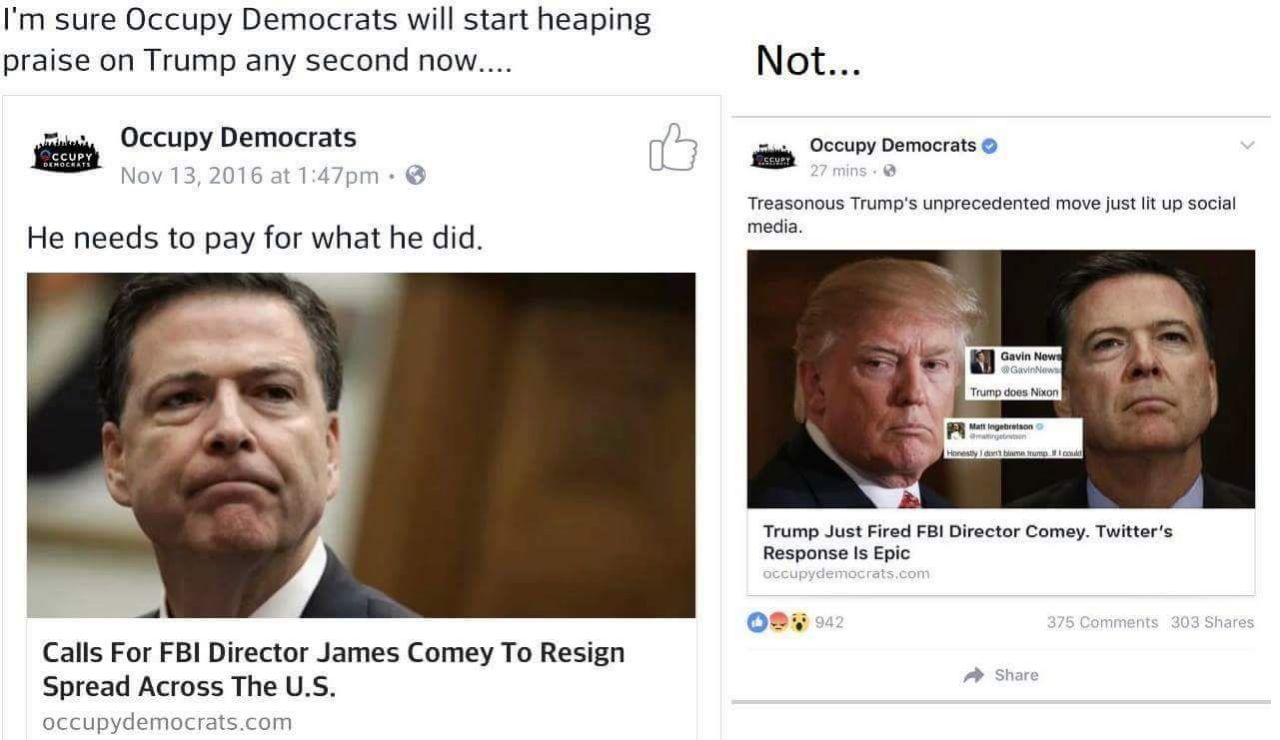 I'm sure Occupy Democrats will start heaping
praise on Trump any second now....
OCCUPY
DEMOCRATS
Occupy Democrats
Nov 13, 2016 at 1:47pm •
He needs to pay for what he did.
Calls For FBI Director James Comey To Resign
Spread Across The U.S.
occupydemocrats.com
Not...
OCCUPY
Occupy Democrats
27 mins ·
Treasonous Trump's unprecedented move just lit up social
media.
Gavin News
@GavinNews
Trump does Nixon
Matt Ingebretson
@mattingebretson
Honestly I don't blame trump. If I could
Trump Just Fired FBI Director Comey. Twitter's
Response Is Epic
occupydemocrats.com
942
375 Comments 303 Shares
Share